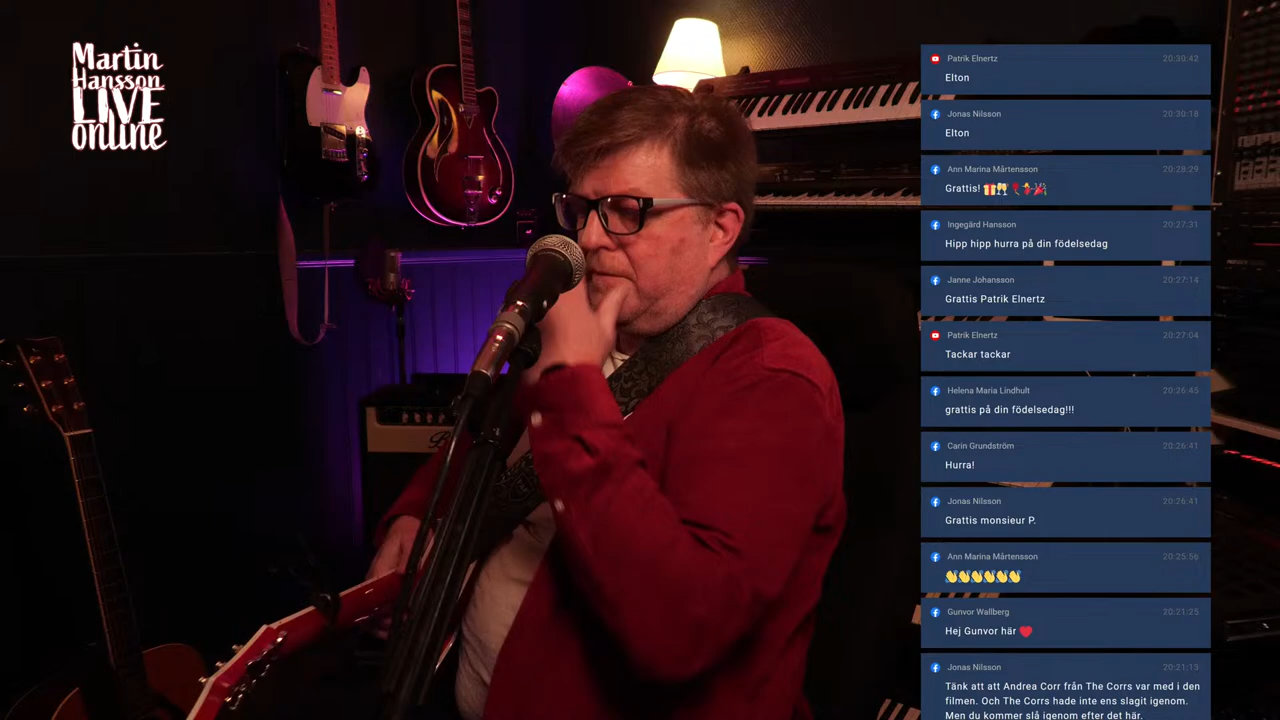 Martin
Hansson
LIVE
online
Patrik Elnertz 20:30:42
Elton
Jonas Nilsson 20:30:18
Elton
Ann Marina Mårtensson 20:28:29
Grattis! 🎁🥂🎈💃🎉
Ingegärd Hansson 20:27:31
Hipp hipp hurra på din födelsedag
Janne Johansson 20:27:14
Grattis Patrik Elnertz
Patrik Elnertz 20:27:04
Tackar tackar
Helena Maria Lindhult 20:26:45
grattis på din födelsedag!!!
Carin Grundström 20:26:41
Hurra!
Jonas Nilsson 20:26:41
Grattis monsieur P.
Ann Marina Mårtensson 20:25:56
👏👏👏👏👏👏
Gunvor Wallberg 20:21:25
Hej Gunvor här ❤️
Jonas Nilsson 20:21:13
Tänk att att Andrea Corr från The Corrs var med i den
filmen. Och The Corrs hade inte ens slagit igenom.
Men du kommer slå igenom efter det här.